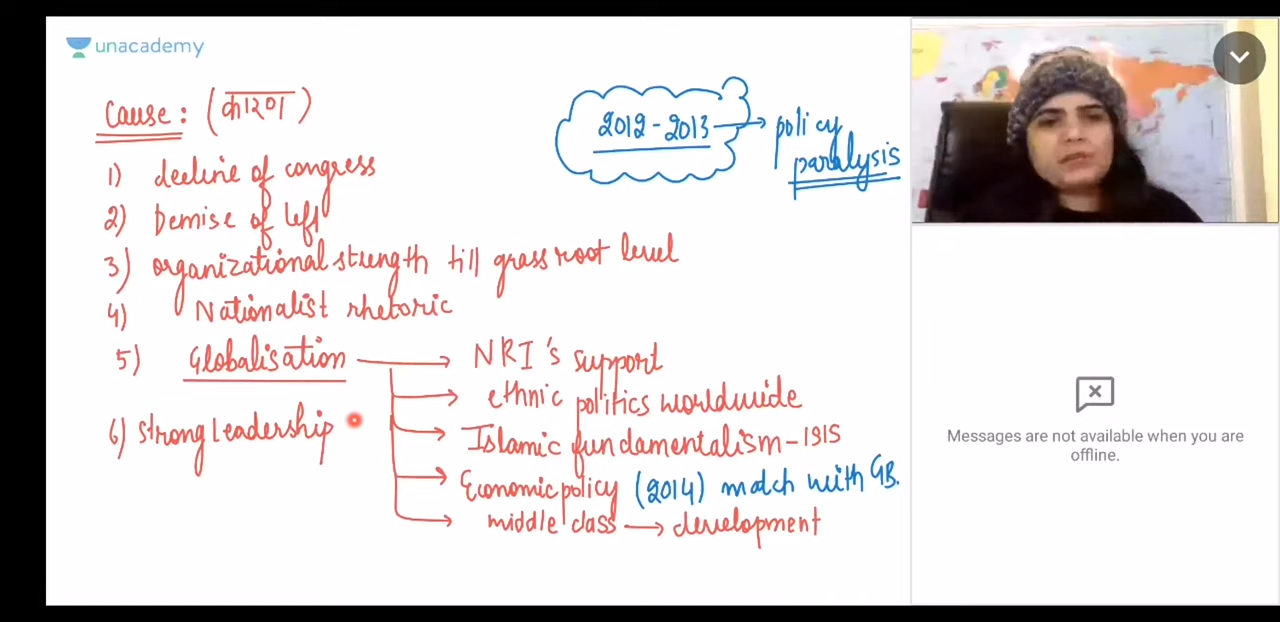 unacademy
Cause : (कारण)
2012 - 2013 → policy
paralysis
1) decline of congress
2) Demise of left
3) organizational strength till grass root level
4) Nationalist rhetoric
5) Globalisation → NRI's support
→ ethnic politics worldwide
→ Islamic fundamentalism - ISIS
→ Economic policy (2014) match with GB.
→ middle class → development
6) Strong Leadership
Messages are not available when you are
offline.